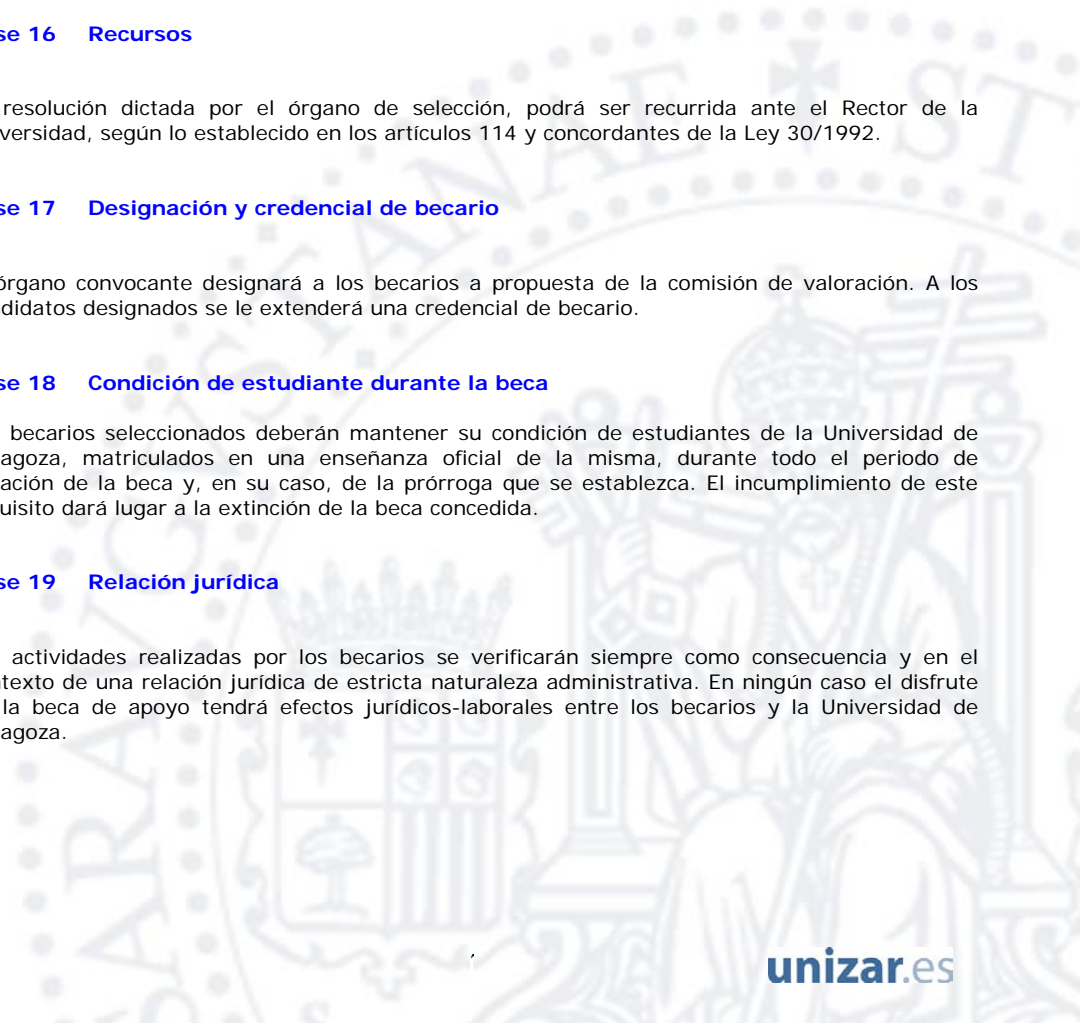 se 16 Recursos
resolución dictada por el órgano de selección, podrá ser recurrida ante el Rector de la
versidad, según lo establecido en los artículos 114 y concordantes de la Ley 30/1992.
se 17 Designación y credencial de becario
órgano convocante designará a los becarios a propuesta de la comisión de valoración. A los
didatos designados se le extenderá una credencial de becario.
se 18 Condición de estudiante durante la beca
becarios seleccionados deberán mantener su condición de estudiantes de la Universidad de
agoza, matriculados en una enseñanza oficial de la misma, durante todo el periodo de
ación de la beca y, en su caso, de la prórroga que se establezca. El incumplimiento de este
uisito dará lugar a la extinción de la beca concedida.
se 19 Relación jurídica
actividades realizadas por los becarios se verificarán siempre como consecuencia y en el
texto de una relación jurídica de estricta naturaleza administrativa. En ningún caso el disfrute
la beca de apoyo tendrá efectos jurídicos-laborales entre los becarios y la Universidad de
agoza.
unizar.es